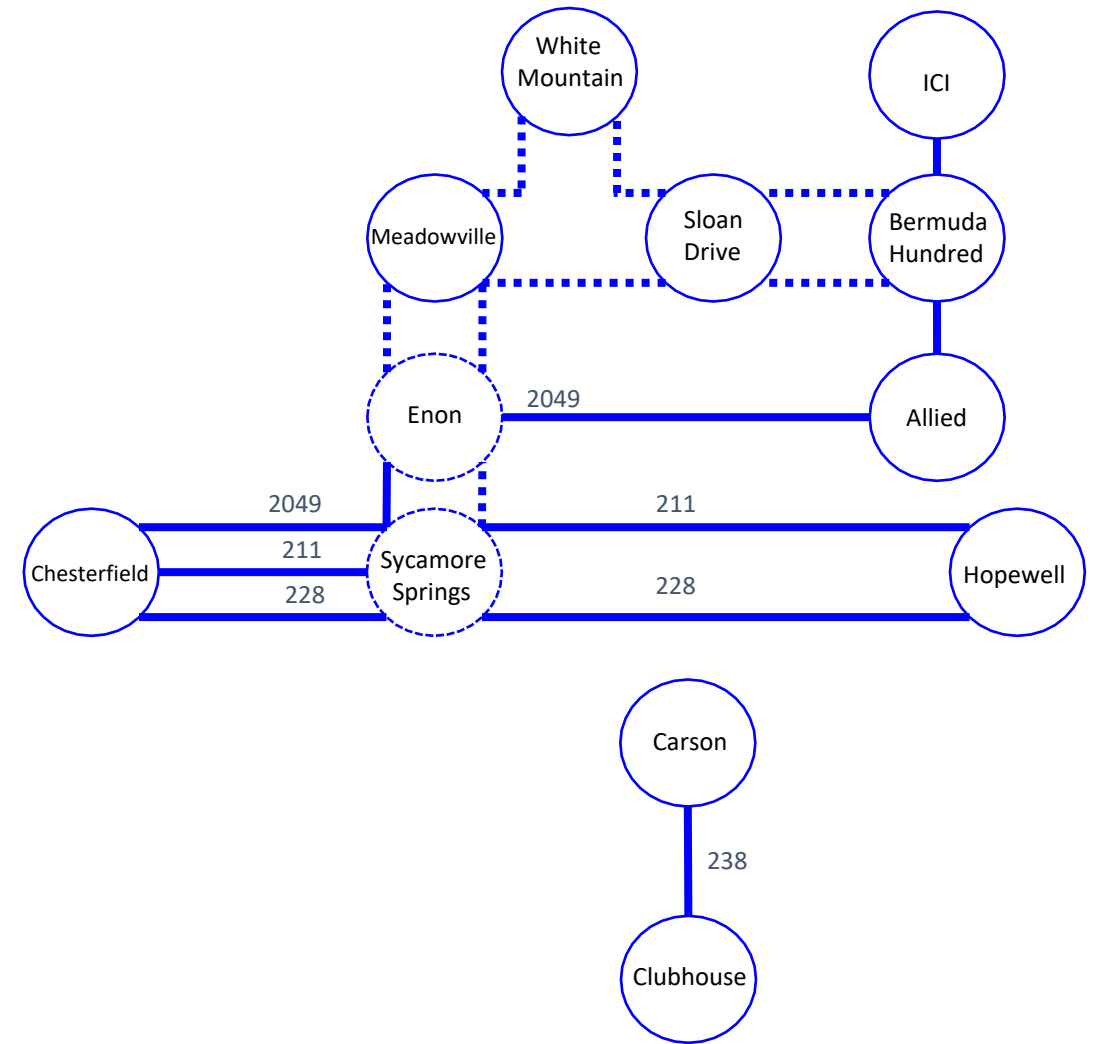 White
Mountain
ICI
Meadowville
Sloan
Drive
Bermuda
Hundred
Enon
2049
Allied
2049
211
211
228
Chesterfield
Sycamore
Springs
228
Hopewell
Carson
238
Clubhouse